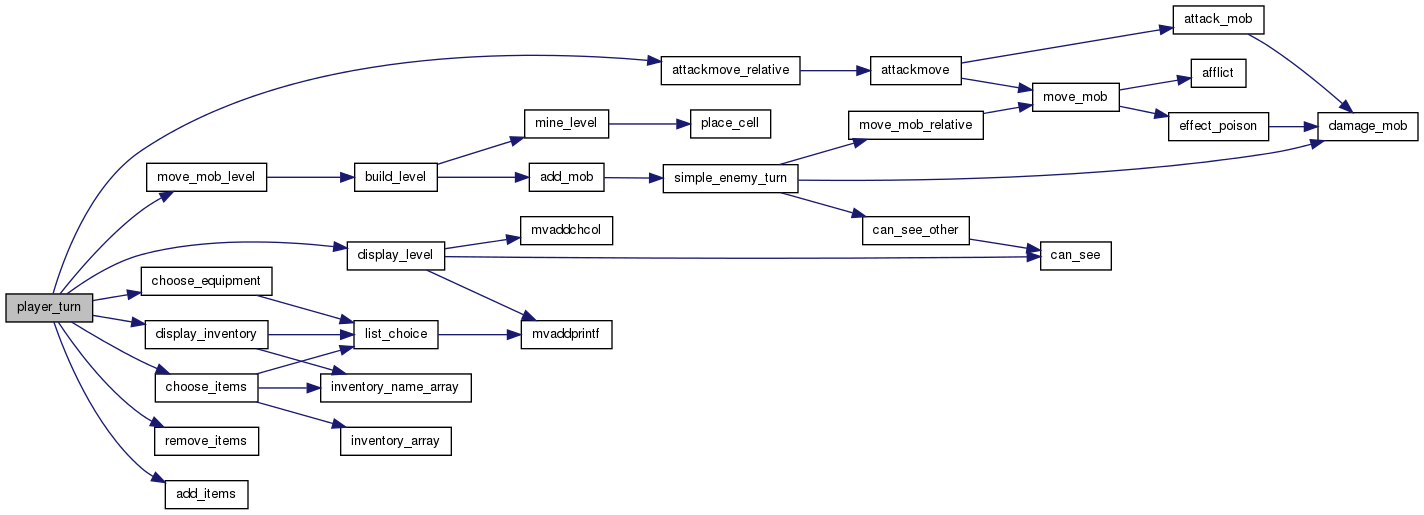 attack_mob
attackmove_relative
attackmove
afflict
move_mob
mine_level
place_cell
move_mob_relative
effect_poison
damage_mob
move_mob_level
build_level
add_mob
simple_enemy_turn
mvaddchcol
can_see_other
display_level
can_see
choose_equipment
player_turn
display_inventory
list_choice
mvaddprintf
choose_items
inventory_name_array
remove_items
inventory_array
add_items